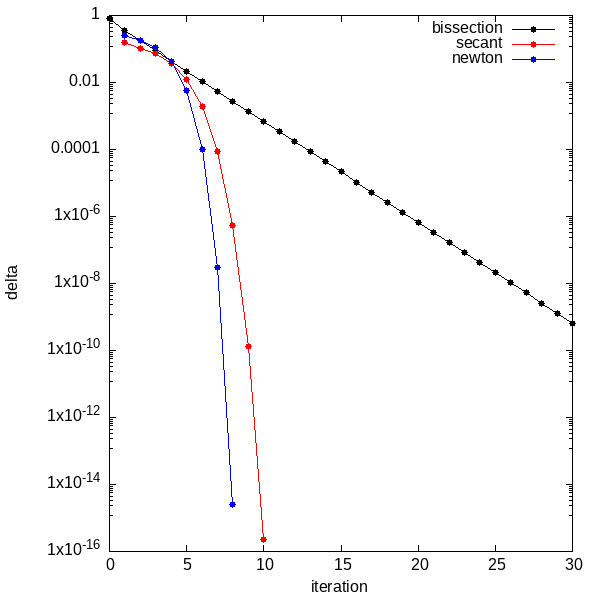 1
bissection
secant
newton
0.01
0.0001
1x10-6
1x10-8
delta
1x10-10
1x10-12
1x10-14
1x10-16
0 5 10 15 20 25 30
iteration